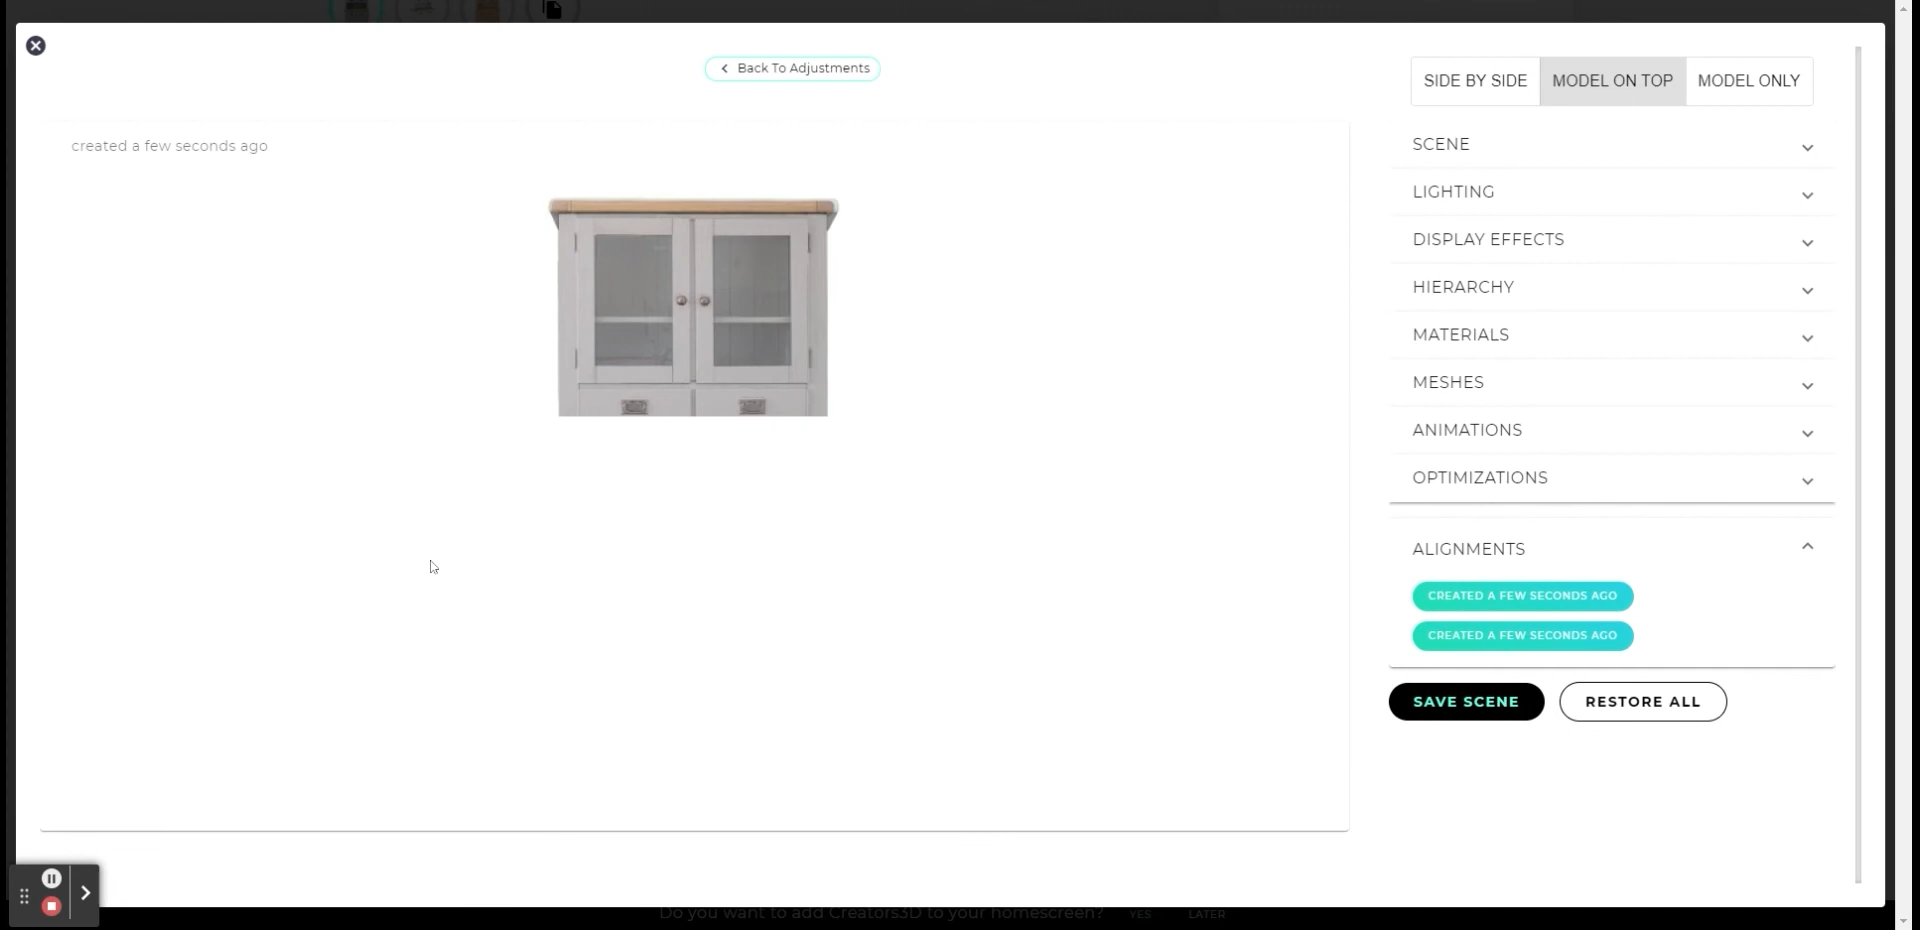 Back To Adjustments
SIDE BY SIDE
MODEL ON TOP
MODEL ONLY
created a few seconds ago
SCENE
LIGHTING
DISPLAY EFFECTS
HIERARCHY
MATERIALS
MESHES
ANIMATIONS
OPTIMIZATIONS
ALIGNMENTS
CREATED A FEW SECONDS AGO
CREATED A FEW SECONDS AGO
SAVE SCENE
RESTORE ALL
Do you want to add Creators3D to your homescreen?
YES
LATER